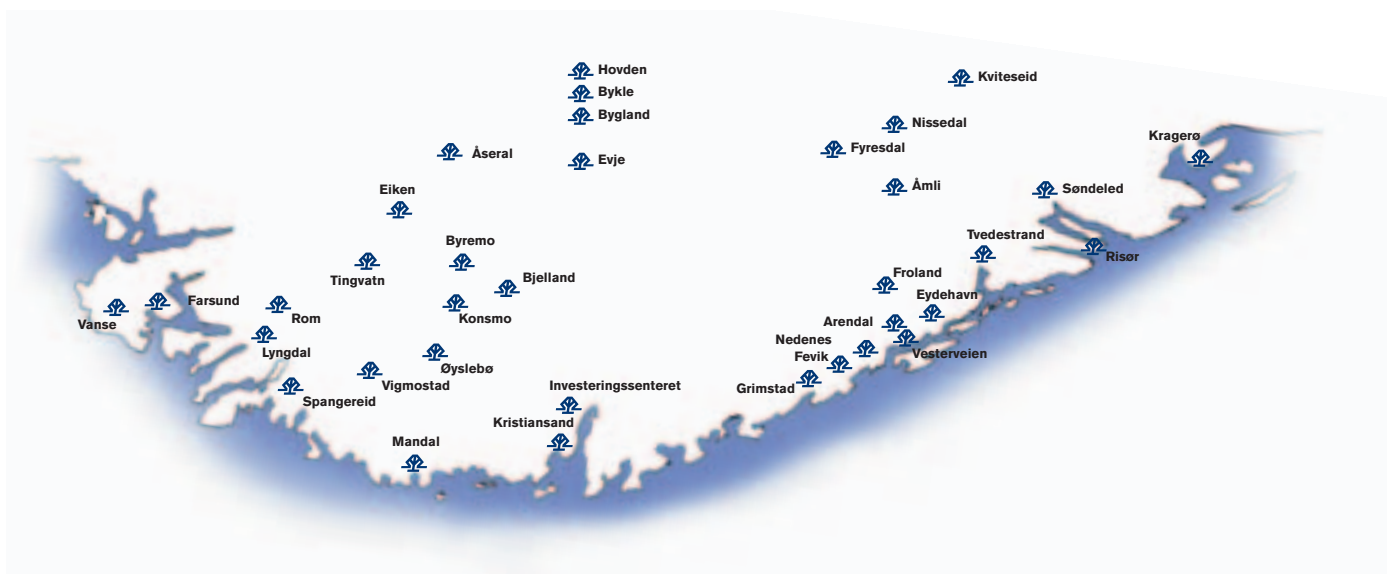 Hovden
Kviteseid
Bykle
Bygland
Nissedal
Kragerø
Fyresdal
Åseral
Evje
Åmli
Eiken
Søndeled
Tvedestrand
Byremo
Risør
Froland
Bjelland
Tingvatn
Eydehavn
Farsund
Rom
Konsmo
Arendal
Vanse
Nedenes
Lyngdal
Vesterveien
Fevik
Øyslebø
Vigmostad
Investeringssenteret
Grimstad
Spangereid
Kristiansand
Mandal